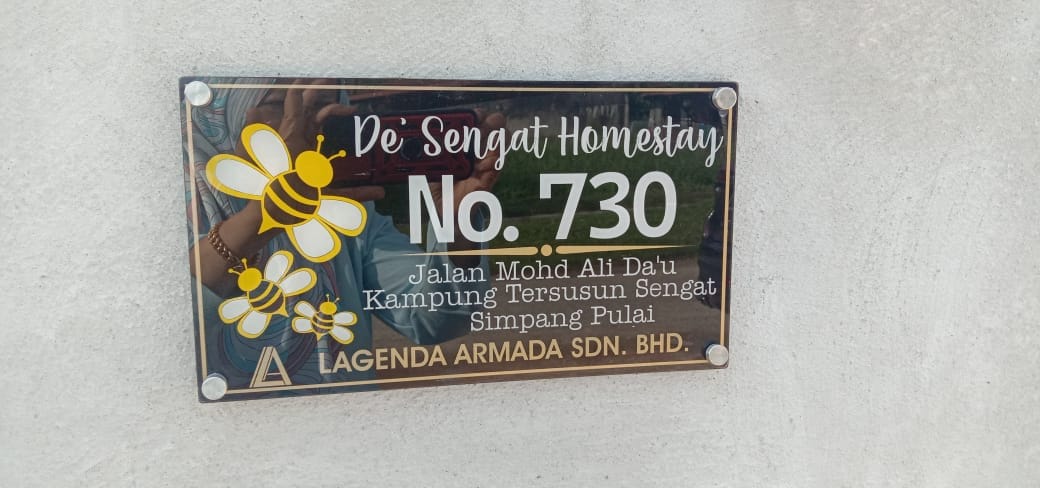 De' Sengat Homestay
No. 730
Jalan Mohd Ali Da'u
Kampung Tersusun Sengat
Simpang Pulai
LAGENDA ARMADA SDN. BHD.